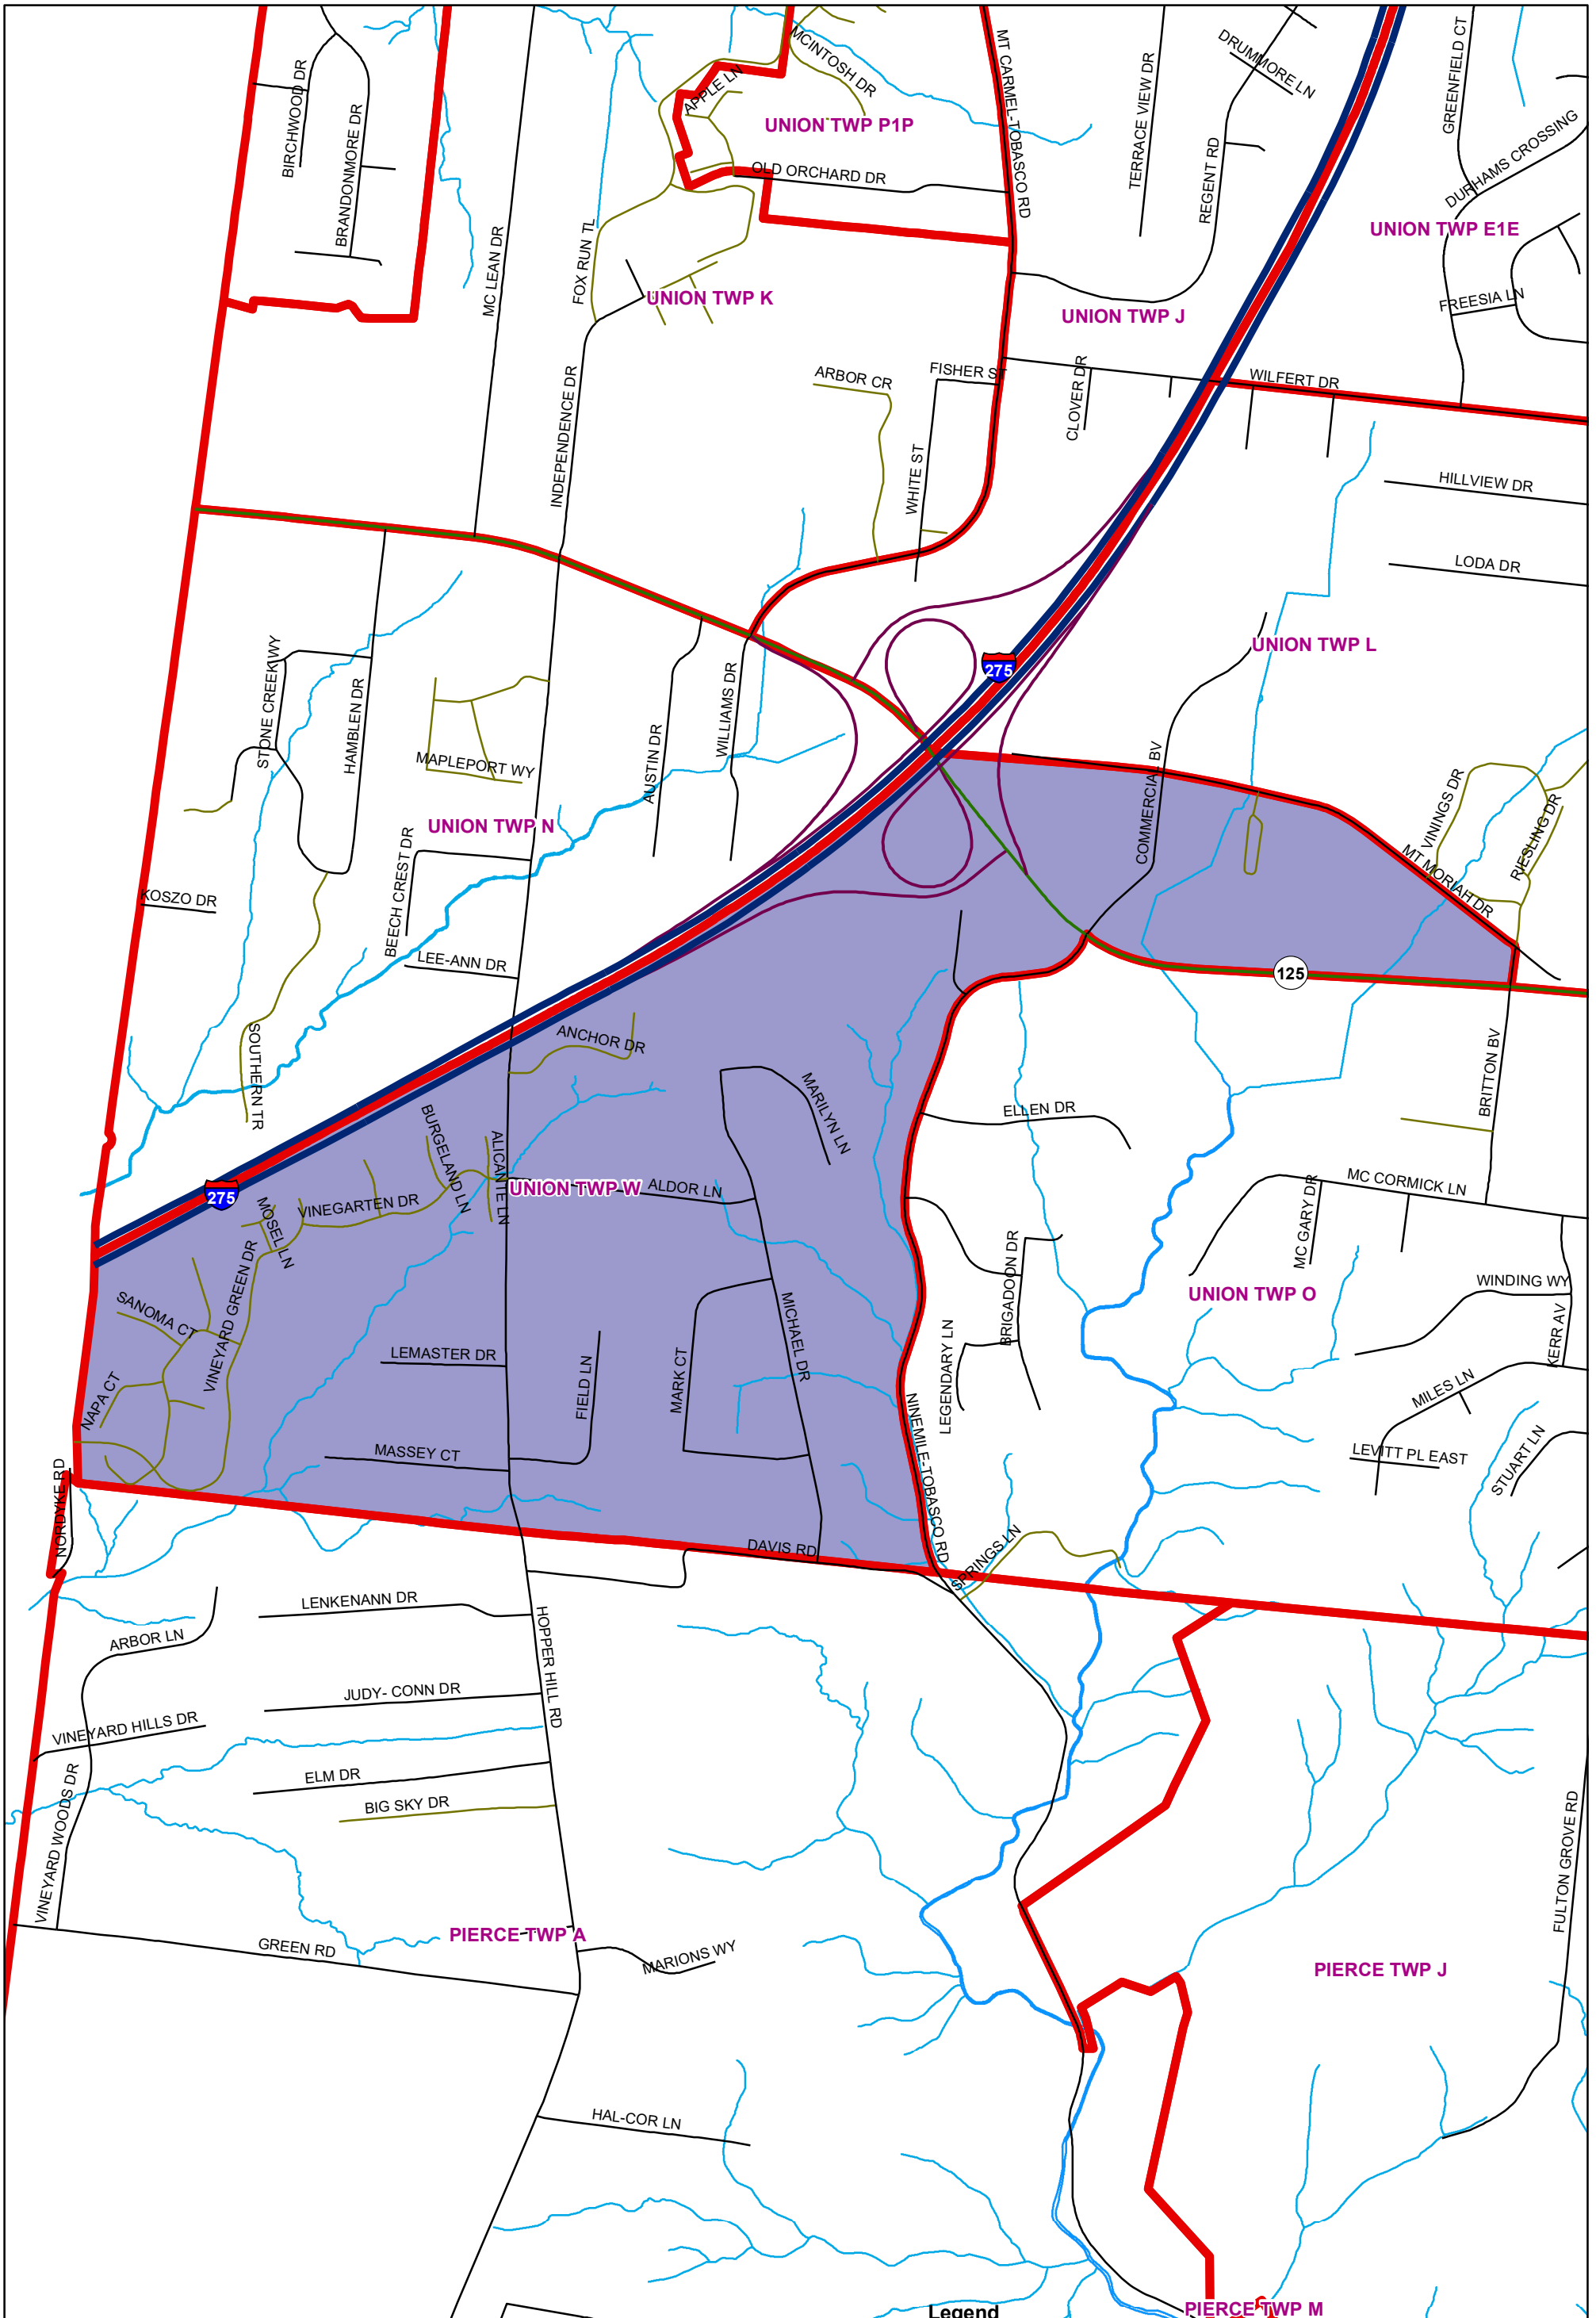 BIRCHWOOD DR
BRANDONMORE DR
MC LEAN DR
FOX RUN TL
APPLE LN
MCINTOSH DR
UNION TWP P1P
OLD ORCHARD DR
MT CARMEL-TOBASCO RD
TERRACE VIEW DR
DRUMMORE LN
REGENT RD
GREENFIELD CT
DURHAMS CROSSING
UNION TWP E1E
FREESIA LN
UNION TWP K
UNION TWP J
INDEPENDENCE DR
ARBOR CR
FISHER ST
WHITE ST
CLOVER DR
WILFERT DR
HILLVIEW DR
LODA DR
UNION TWP L
275
STONE CREEK WY
HAMBLEN DR
MAPLEPORT WY
AUSTIN DR
WILLIAMS DR
COMMERCIAL BV
VININGS DR
RIESLING DR
MT MORIAH DR
UNION TWP N
BEECH CREST DR
KOSZO DR
LEE-ANN DR
125
SOUTHERN TR
ANCHOR DR
MARILYN LN
ELLEN DR
BRITTON BV
BURGELAND LN
ALICANTE LN
UNION TWP W
ALDOR LN
MC CORMICK LN
MC GARY DR
275
MOSEL LN
VINEGARTEN DR
VINEYARD GREEN DR
SANOMA CT
NAPA CT
BRIGADOON DR
UNION TWP O
WINDING WY
KERR AV
LEMASTER DR
FIELD LN
MARK CT
MICHAEL DR
LEGENDARY LN
MILES LN
MASSEY CT
NINEMILE-TOBASCO RD
LEVITT PL EAST
STUART LN
NORDYKE RD
DAVIS RD
SPRINGS LN
LENKENANN DR
ARBOR LN
HOPPER HILL RD
JUDY- CONN DR
VINEYARD HILLS DR
ELM DR
BIG SKY DR
VINEYARD WOODS DR
FULTON GROVE RD
PIERCE TWP A
GREEN RD
MARIONS WY
PIERCE TWP J
HAL-COR LN
PIERCE TWP M
Legend